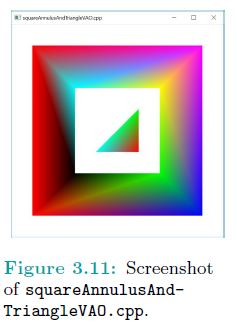 squareAnnulusAndTriangleVAO.cpp
Figure 3.11: Screenshot
of squareAnnulusAnd-
TriangleVAO.cpp.